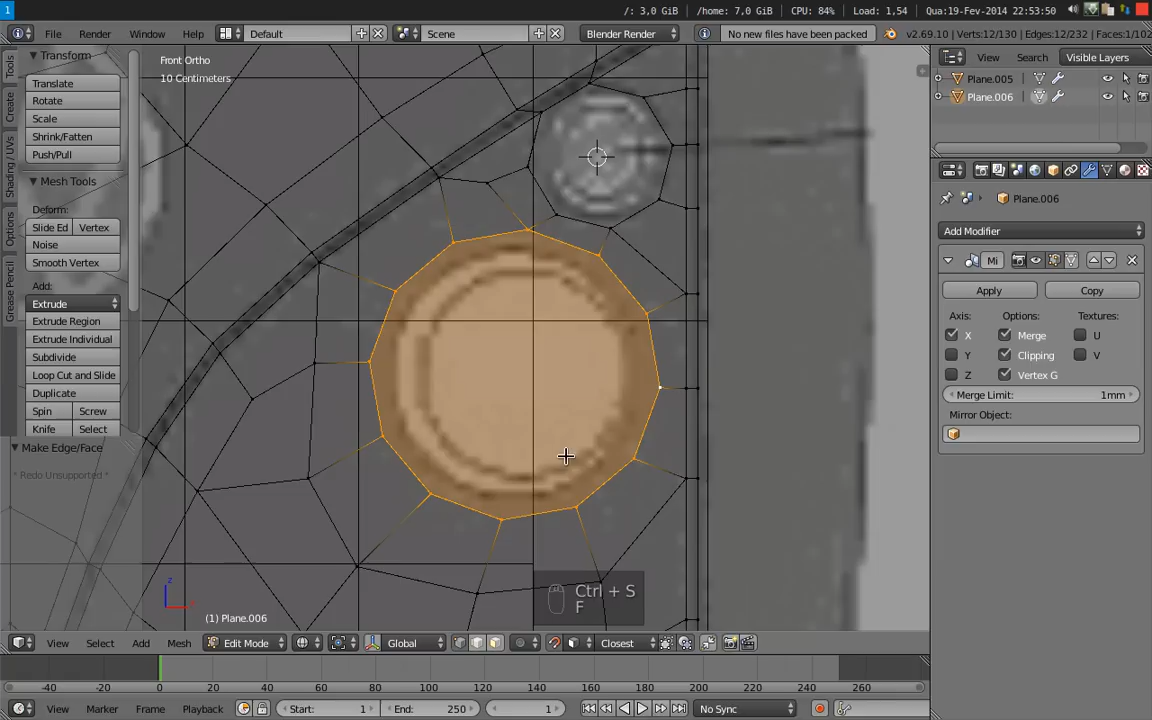 1 /: 3,0 GiB /home: 7,0 GiB CPU: 84% Load: 1,54 Qua:19-Fev-2014 22:53:50
File Render Window Help Default Scene Blender Render No new files have been packed v2.69.10 | Verts:12/130 | Edges:12/232 | Faces:1/102
View Search Visible Layers
Plane.005
Plane.006
Tools
Create
Shading / UVs
Options
Grease Pencil
Transform
Translate
Rotate
Scale
Shrink/Fatten
Push/Pull
Mesh Tools
Deform:
Slide Ed Vertex
Noise
Smooth Vertex
Add:
Extrude
Extrude Region
Extrude Individual
Subdivide
Loop Cut and Slide
Duplicate
Spin Screw
Knife Select
Make Edge/Face
* Redo Unsupported *
Front Ortho
10 Centimeters
z
Ctrl + S
F
(1) Plane.006
Plane.006
Add Modifier
Mi
Apply Copy
Axis: Options: Textures:
X Merge U
Y Clipping V
Z Vertex G
Merge Limit: 1mm
Mirror Object:
View Select Add Mesh Edit Mode Global Closest
-40 -20 0 20 40 60 80 100 120 140 160 180 200 220 240 260
View Marker Frame Playback Start: 1 End: 250 1 No Sync